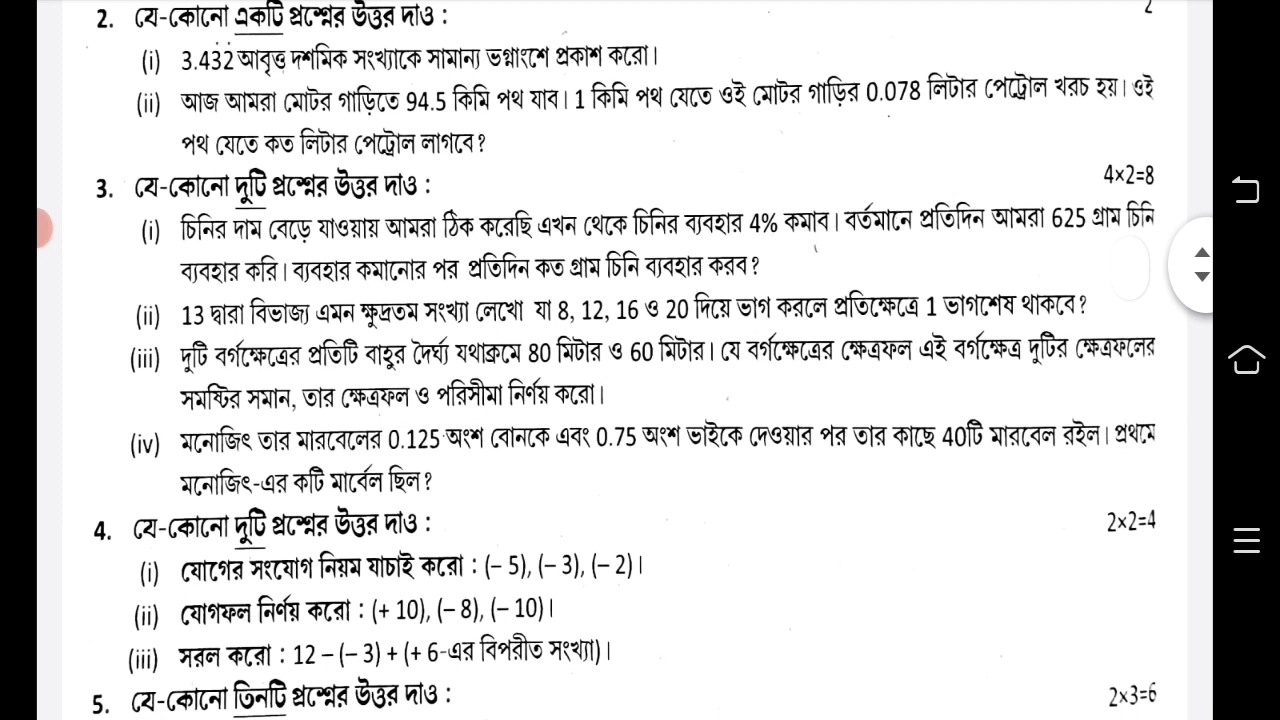 2. যে-কোনো একটি প্রশ্নের উত্তর দাও : 2
(i) 3.43̇2̇ আবৃত্ত দশমিক সংখ্যাকে সামান্য ভগ্নাংশে প্রকাশ করো।
(ii) আজ আমরা মোটর গাড়িতে 94.5 কিমি পথ যাব। 1 কিমি পথ যেতে ওই মোটর গাড়ির 0.078 লিটার পেট্রোল খরচ হয়। ওই
পথ যেতে কত লিটার পেট্রোল লাগবে?
3. যে-কোনো দুটি প্রশ্নের উত্তর দাও : 4×2=8
(i) চিনির দাম বেড়ে যাওয়ায় আমরা ঠিক করেছি এখন থেকে চিনির ব্যবহার 4% কমাব। বর্তমানে প্রতিদিন আমরা 625 গ্রাম চিনি
ব্যবহার করি। ব্যবহার কমানোর পর প্রতিদিন কত গ্রাম চিনি ব্যবহার করব?
(ii) 13 দ্বারা বিভাজ্য এমন ক্ষুদ্রতম সংখ্যা লেখো যা 8, 12, 16 ও 20 দিয়ে ভাগ করলে প্রতিক্ষেত্রে 1 ভাগশেষ থাকবে?
(iii) দুটি বর্গক্ষেত্রের প্রতিটি বাহুর দৈর্ঘ্য যথাক্রমে 80 মিটার ও 60 মিটার। যে বর্গক্ষেত্রের ক্ষেত্রফল এই বর্গক্ষেত্র দুটির ক্ষেত্রফলের
সমষ্টির সমান, তার ক্ষেত্রফল ও পরিসীমা নির্ণয় করো।
(iv) মনোজিৎ তার মারবেলের 0.125 অংশ বোনকে এবং 0.75 অংশ ভাইকে দেওয়ার পর তার কাছে 40টি মারবেল রইল। প্রথমে
মনোজিৎ-এর কটি মার্বেল ছিল?
4. যে-কোনো দুটি প্রশ্নের উত্তর দাও : 2×2=4
(i) যোগের সংযোগ নিয়ম যাচাই করো : (– 5), (– 3), (– 2)।
(ii) যোগফল নির্ণয় করো : (+ 10), (– 8), (– 10)।
(iii) সরল করো : 12 – (– 3) + (+ 6-এর বিপরীত সংখ্যা)।
5. যে-কোনো তিনটি প্রশ্নের উত্তর দাও : 2×3=6